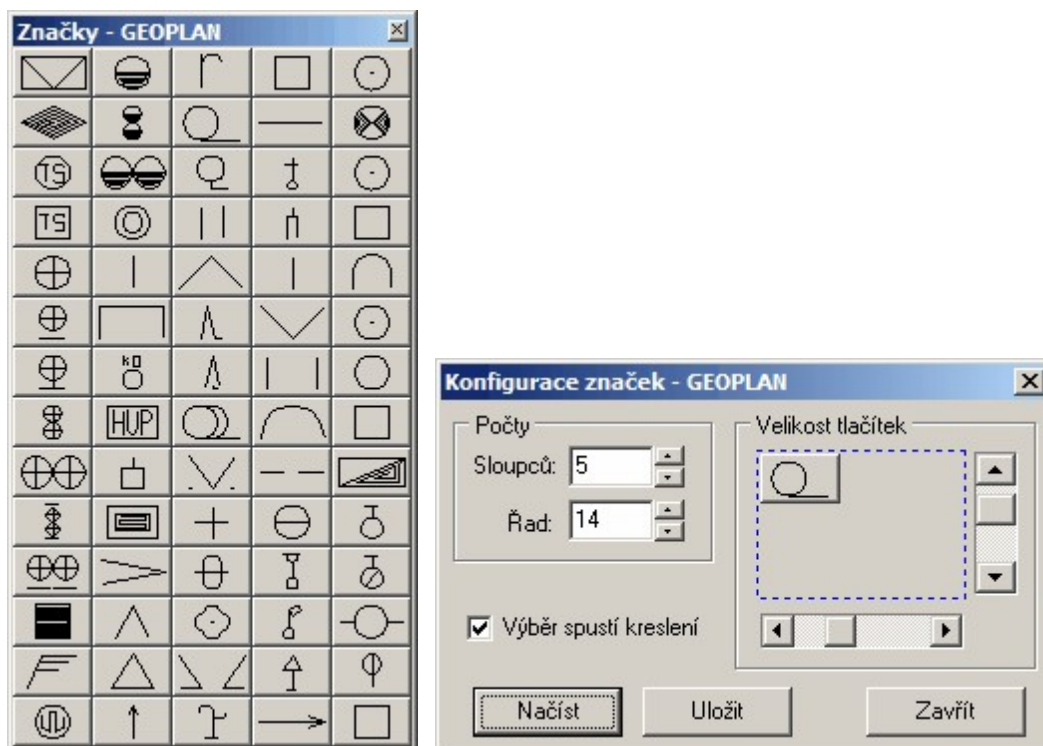 Značky - GEOPLAN
TS
TS
KO
HUP
Konfigurace značek - GEOPLAN
Počty
Sloupců: 5
Řad: 14
Velikost tlačítek
Výběr spustí kreslení
Načíst
Uložit
Zavřít